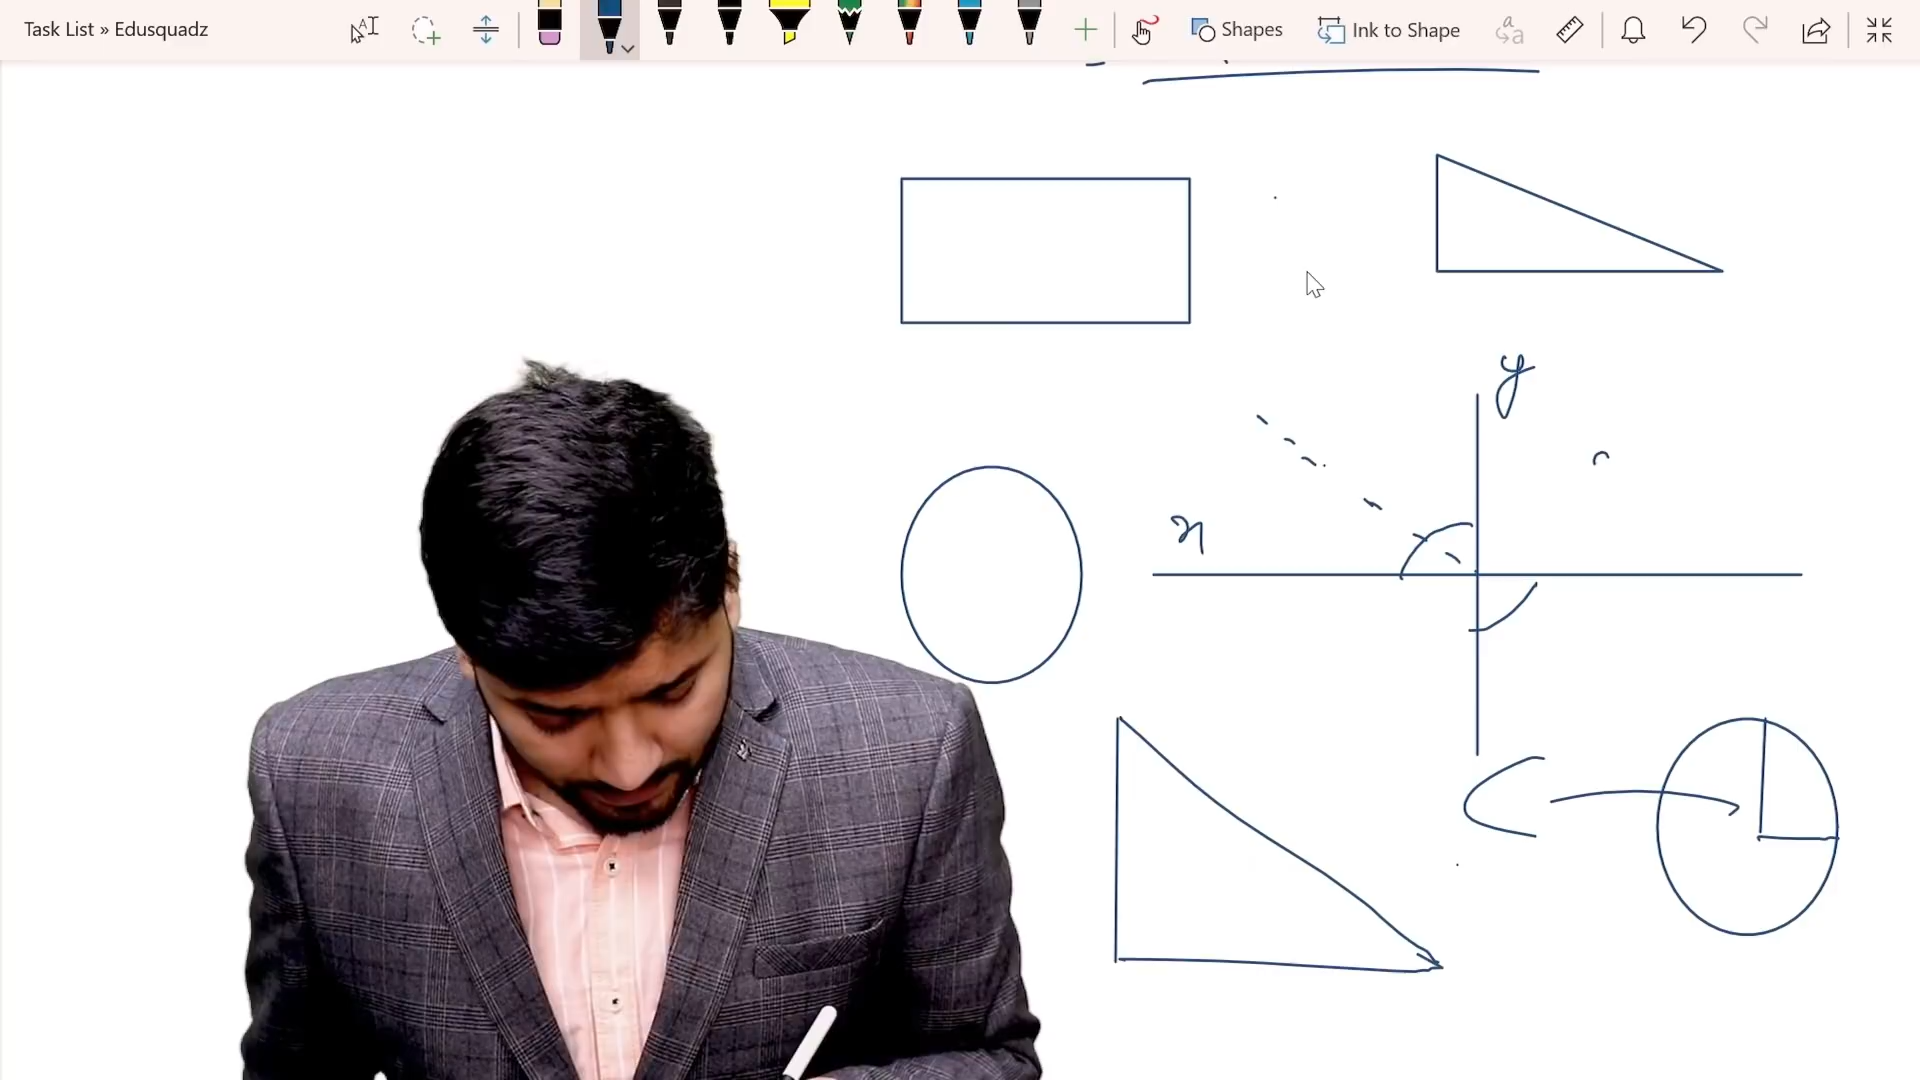 Task List » Edusquadz
Shapes
Ink to Shape
y
x